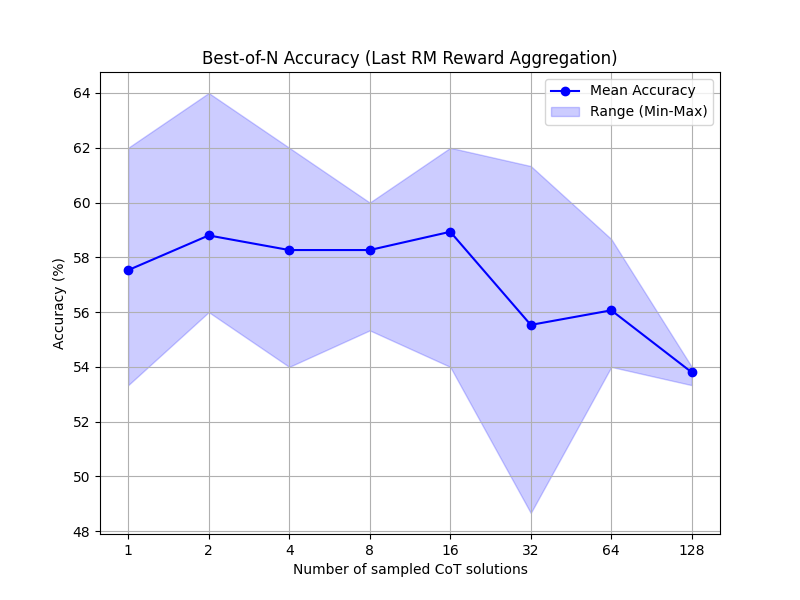 Best-of-N Accuracy (Last RM Reward Aggregation)
Mean Accuracy
Range (Min-Max)
Accuracy (%)
64
62
60
58
56
54
52
50
48
1 2 4 8 16 32 64 128
Number of sampled CoT solutions